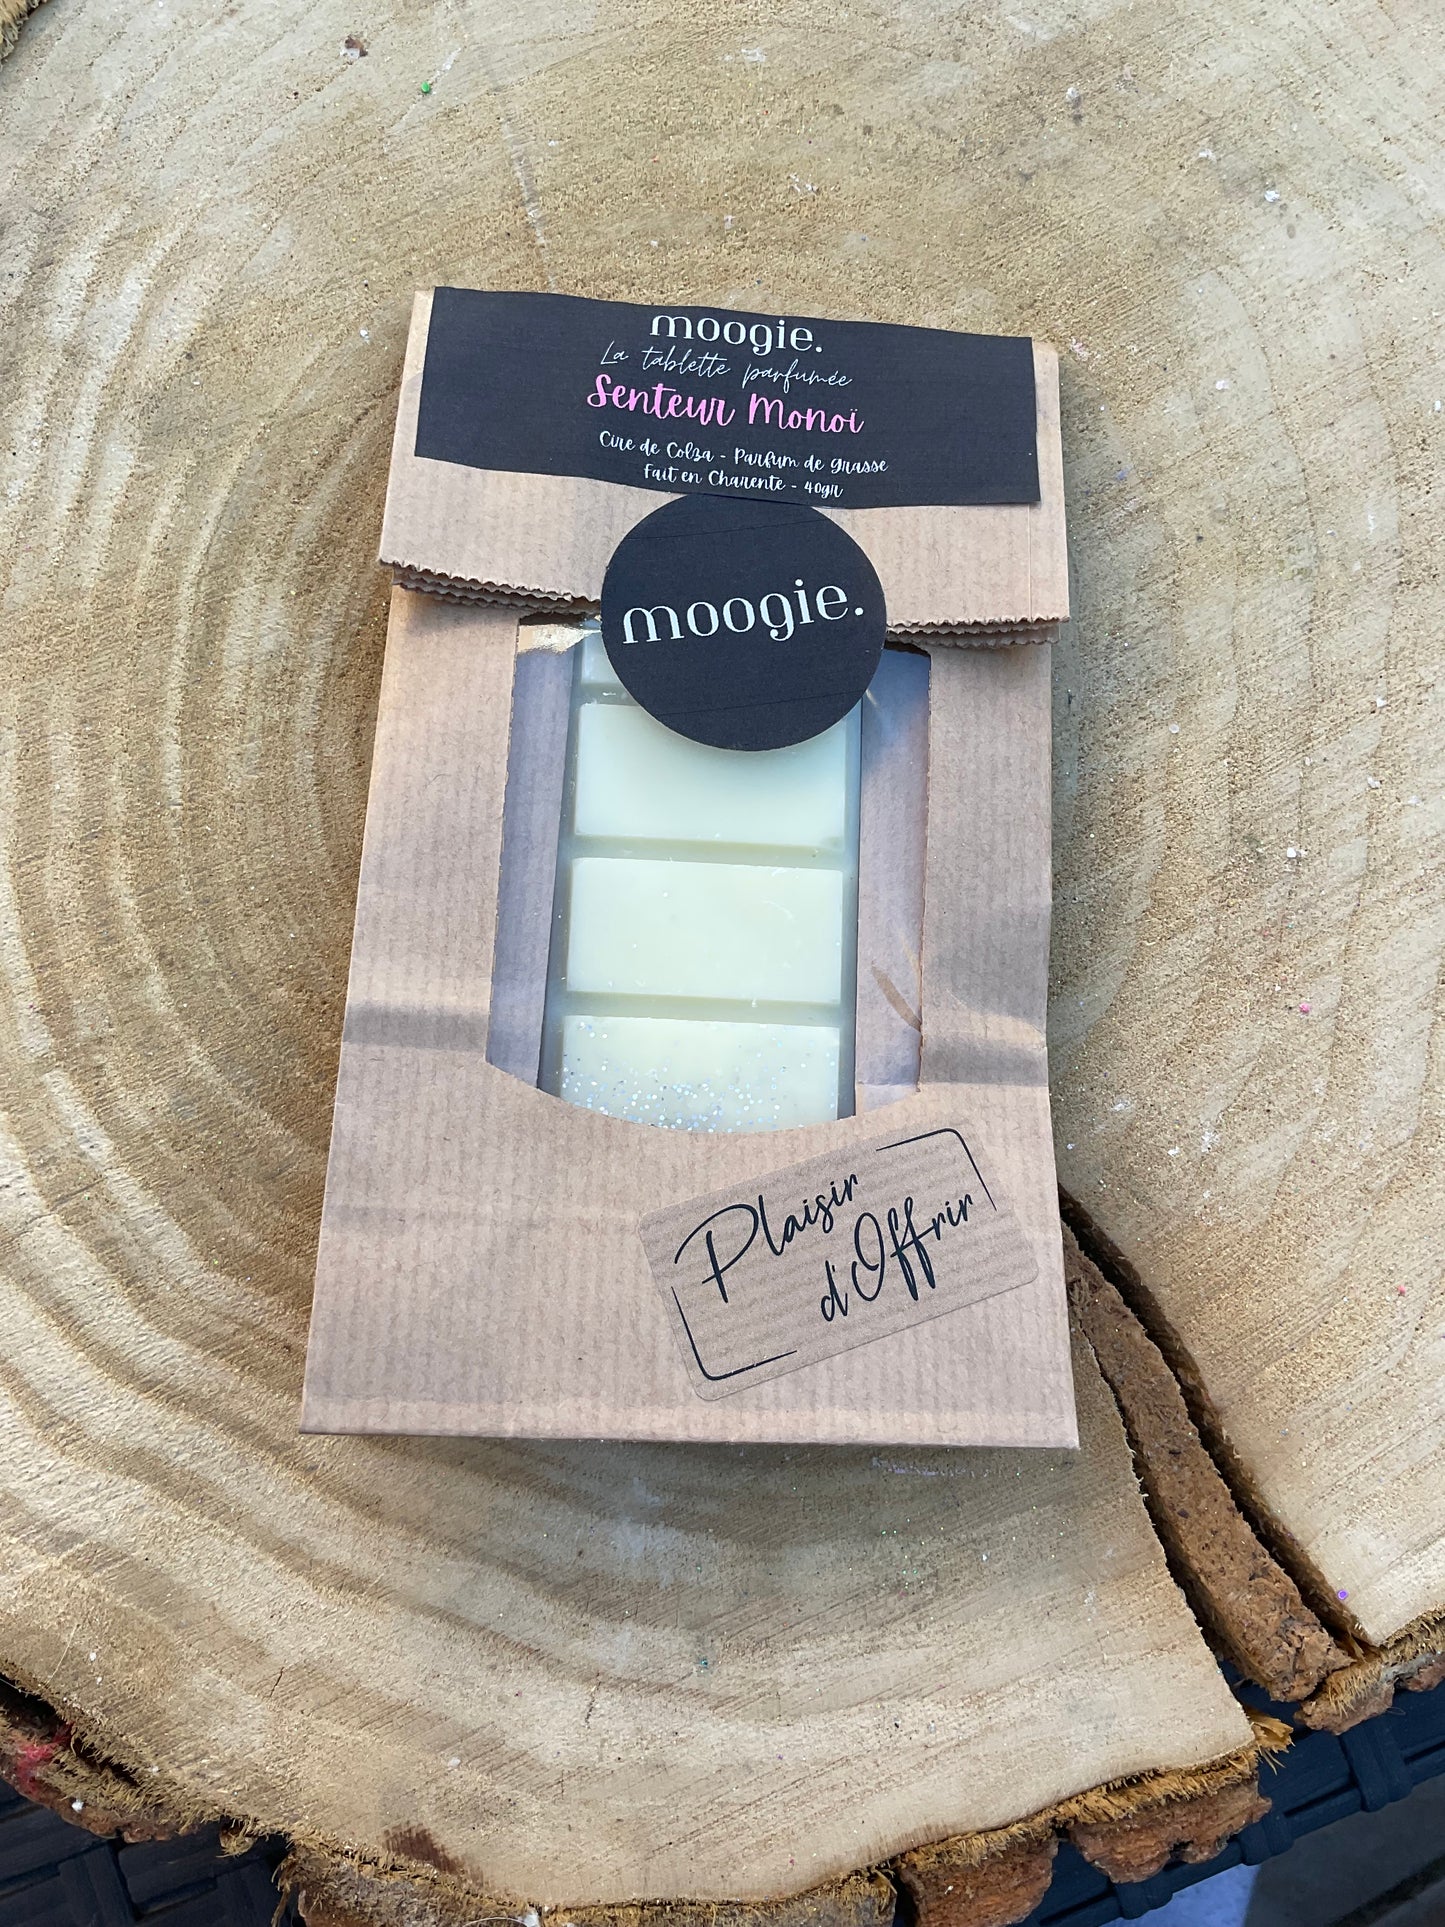 moogie.
La tablette parfumée
Senteur Monoï
Cire de Colza - Parfum de grasse
Fait en Charente - 40gr
moogie.
Plaisir
d'Offrir